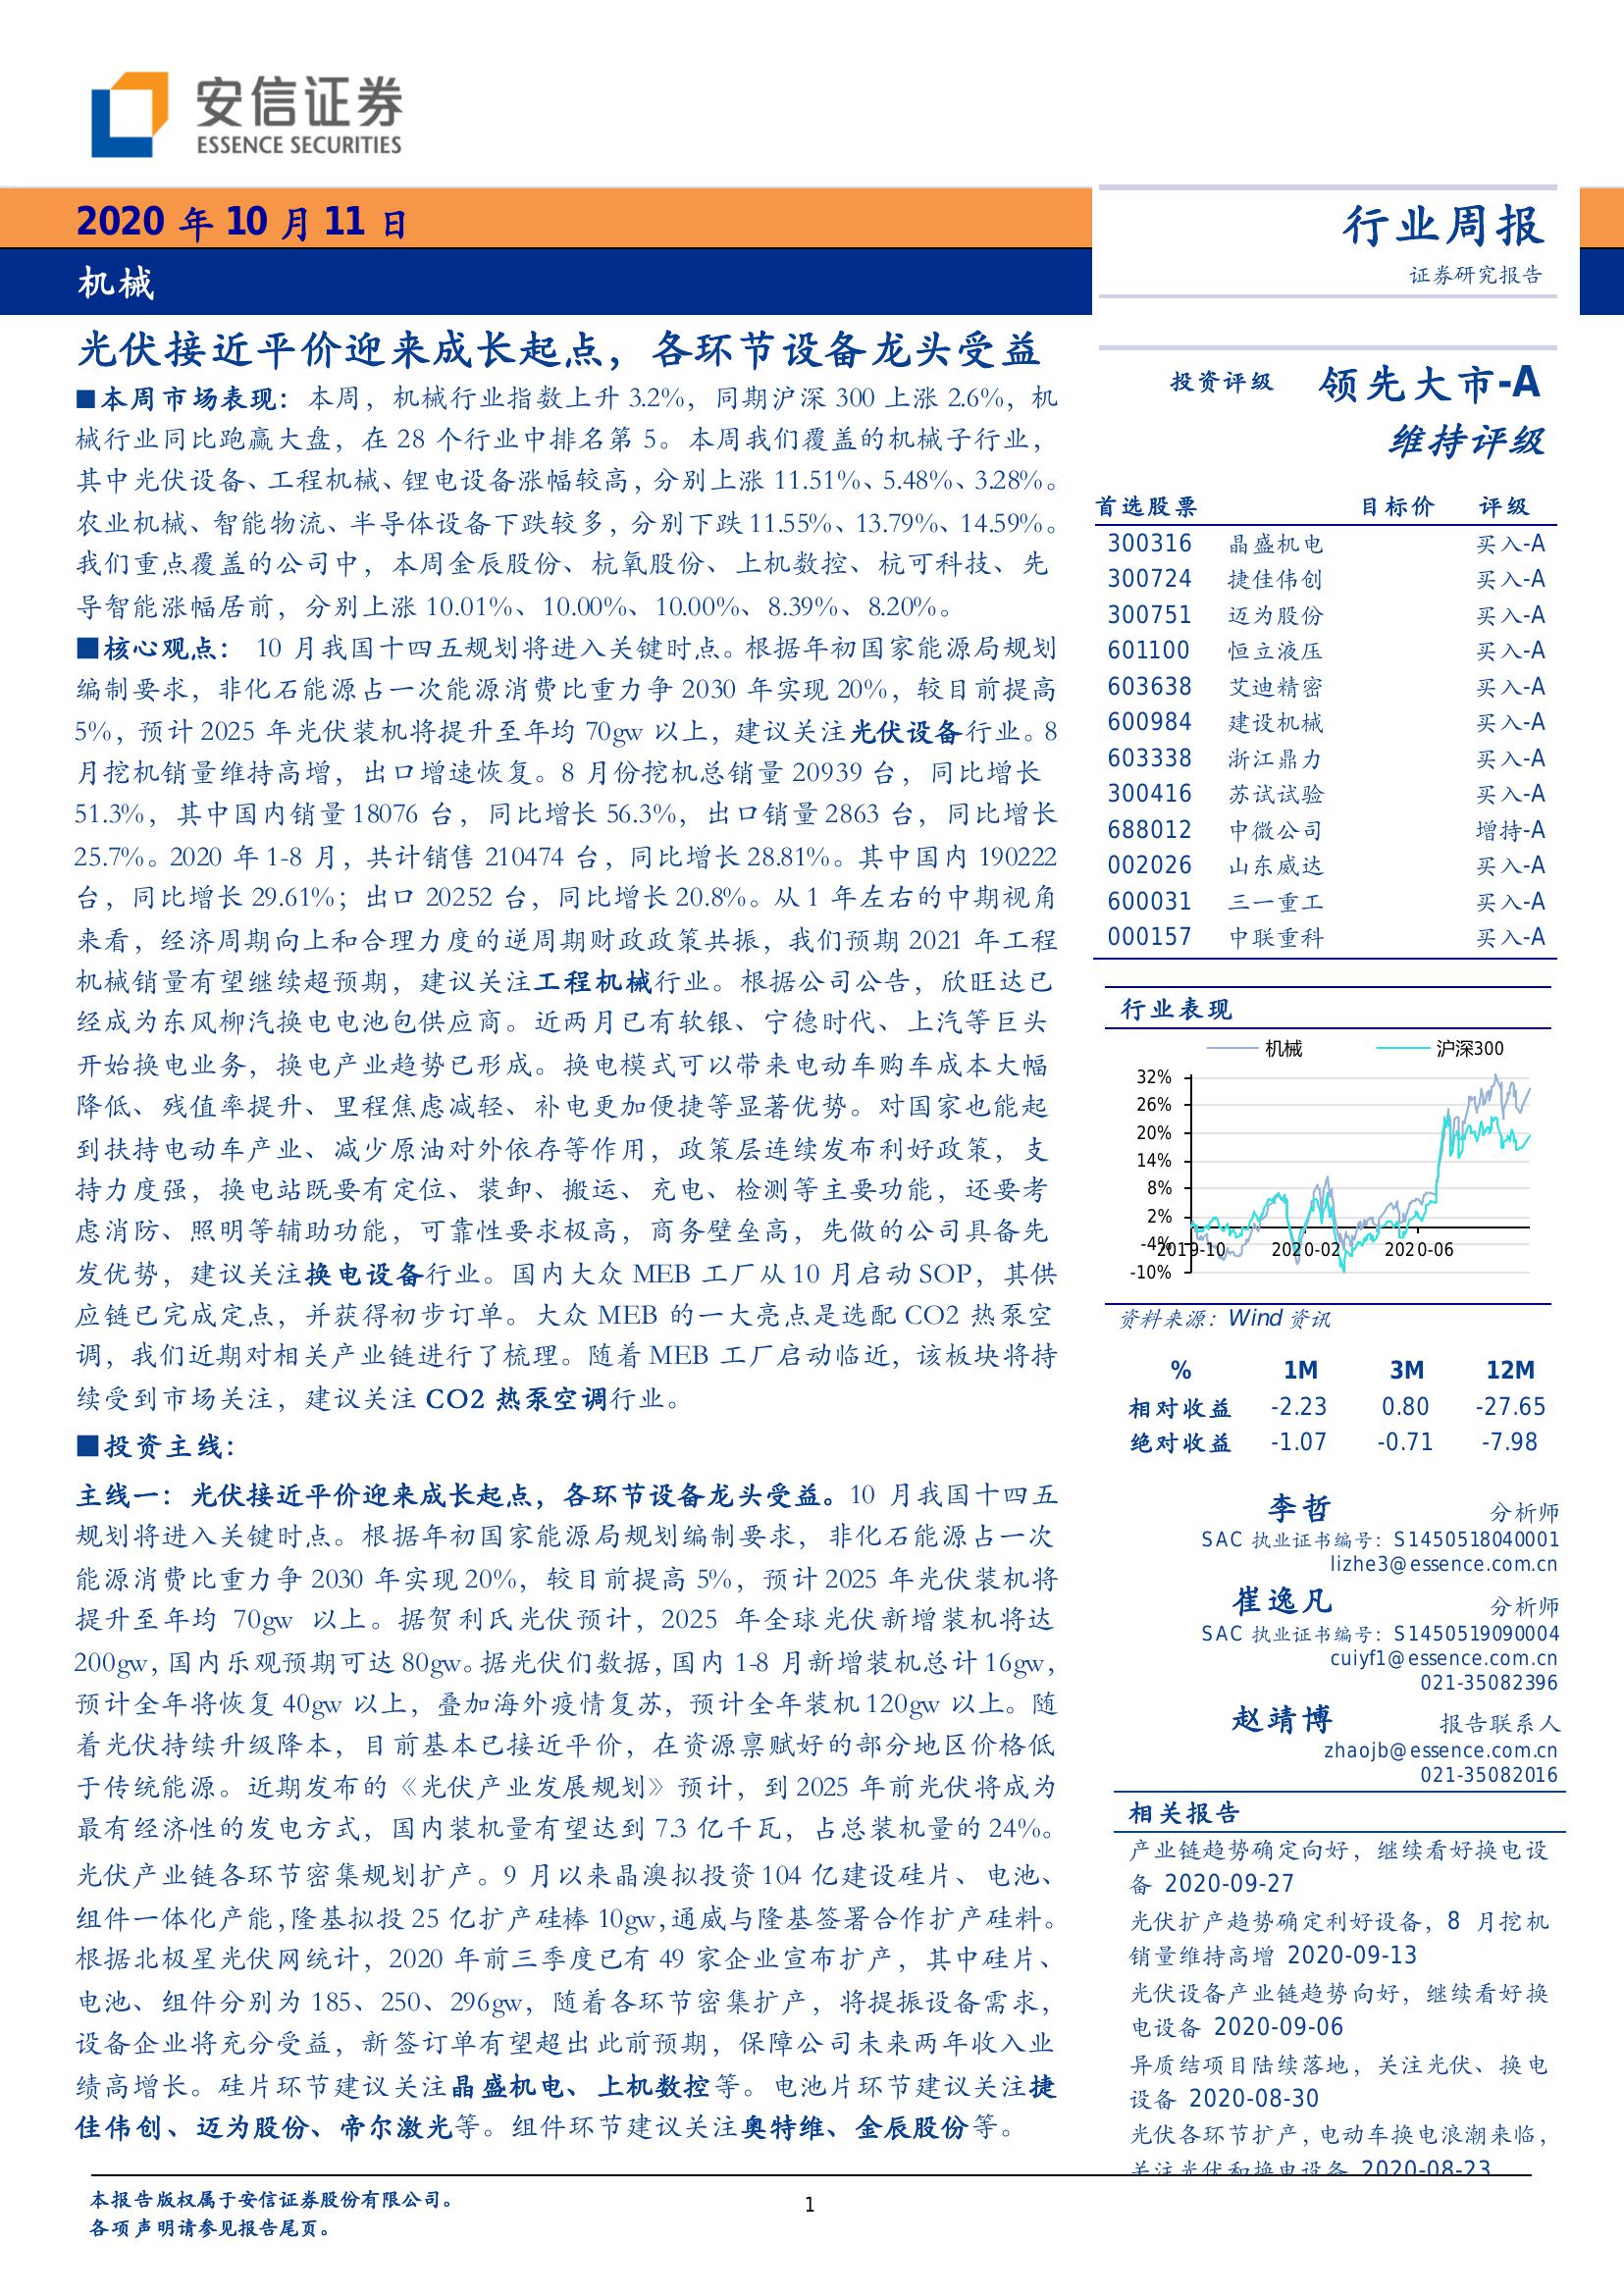 安信证券
ESSENCE SECURITIES
2020 年 10 月 11 日
机械
行业周报
证券研究报告
光伏接近平价迎来成长起点，各环节设备龙头受益
■本周市场表现：本周，机械行业指数上升 3.2%，同期沪深 300 上涨 2.6%，机
械行业同比跑赢大盘，在 28 个行业中排名第 5。本周我们覆盖的机械子行业，
其中光伏设备、工程机械、锂电设备涨幅较高，分别上涨 11.51%、5.48%、3.28%。
农业机械、智能物流、半导体设备下跌较多，分别下跌 11.55%、13.79%、14.59%。
我们重点覆盖的公司中，本周金辰股份、杭氧股份、上机数控、杭可科技、先
导智能涨幅居前，分别上涨 10.01%、10.00%、10.00%、8.39%、8.20%。
■核心观点： 10 月我国十四五规划将进入关键时点。根据年初国家能源局规划
编制要求，非化石能源占一次能源消费比重力争 2030 年实现 20%，较目前提高
5%，预计 2025 年光伏装机将提升至年均 70gw 以上，建议关注光伏设备行业。8
月挖机销量维持高增，出口增速恢复。8 月份挖机总销量 20939 台，同比增长
51.3%，其中国内销量 18076 台，同比增长 56.3%，出口销量 2863 台，同比增长
25.7%。2020 年 1-8 月，共计销售 210474 台，同比增长 28.81%。其中国内 190222
台，同比增长 29.61%；出口 20252 台，同比增长 20.8%。从 1 年左右的中期视角
来看，经济周期向上和合理力度的逆周期财政政策共振，我们预期 2021 年工程
机械销量有望继续超预期，建议关注工程机械行业。根据公司公告，欣旺达已
经成为东风柳汽换电电池包供应商。近两月已有软银、宁德时代、上汽等巨头
开始换电业务，换电产业趋势已形成。换电模式可以带来电动车购车成本大幅
降低、残值率提升、里程焦虑减轻、补电更加便捷等显著优势。对国家也能起
到扶持电动车产业、减少原油对外依存等作用，政策层连续发布利好政策，支
持力度强，换电站既要有定位、装卸、搬运、充电、检测等主要功能，还要考
虑消防、照明等辅助功能，可靠性要求极高，商务壁垒高，先做的公司具备先
发优势，建议关注换电设备行业。国内大众 MEB 工厂从 10 月启动 SOP，其供
应链已完成定点，并获得初步订单。大众 MEB 的一大亮点是选配 CO2 热泵空
调，我们近期对相关产业链进行了梳理。随着 MEB 工厂启动临近，该板块将持
续受到市场关注，建议关注 CO2 热泵空调行业。
■投资主线：
主线一：光伏接近平价迎来成长起点，各环节设备龙头受益。10 月我国十四五
规划将进入关键时点。根据年初国家能源局规划编制要求，非化石能源占一次
能源消费比重力争 2030 年实现 20%，较目前提高 5%，预计 2025 年光伏装机将
提升至年均 70gw 以上。据贺利氏光伏预计，2025 年全球光伏新增装机将达
200gw，国内乐观预期可达 80gw。据光伏们数据，国内 1-8 月新增装机总计 16gw，
预计全年将恢复 40gw 以上，叠加海外疫情复苏，预计全年装机 120gw 以上。随
着光伏持续升级降本，目前基本已接近平价，在资源禀赋好的部分地区价格低
于传统能源。近期发布的《光伏产业发展规划》预计，到 2025 年前光伏将成为
最有经济性的发电方式，国内装机量有望达到 7.3 亿千瓦，占总装机量的 24%。
光伏产业链各环节密集规划扩产。9 月以来晶澳拟投资 104 亿建设硅片、电池、
组件一体化产能，隆基拟投 25 亿扩产硅棒 10gw，通威与隆基签署合作扩产硅料。
根据北极星光伏网统计，2020 年前三季度已有 49 家企业宣布扩产，其中硅片、
电池、组件分别为 185、250、296gw，随着各环节密集扩产，将提振设备需求，
设备企业将充分受益，新签订单有望超出此前预期，保障公司未来两年收入业
绩高增长。硅片环节建议关注晶盛机电、上机数控等。电池片环节建议关注捷
佳伟创、迈为股份、帝尔激光等。组件环节建议关注奥特维、金辰股份等。
投资评级 领先大市-A
维持评级
首选股票 目标价 评级
300316 晶盛机电 买入-A
300724 捷佳伟创 买入-A
300751 迈为股份 买入-A
601100 恒立液压 买入-A
603638 艾迪精密 买入-A
600984 建设机械 买入-A
603338 浙江鼎力 买入-A
300416 苏试试验 买入-A
688012 中微公司 增持-A
002026 山东威达 买入-A
600031 三一重工 买入-A
000157 中联重科 买入-A
行业表现
机械 沪深300
32%
26%
20%
14%
8%
2%
-4%
-10%
2019-10 2020-02 2020-06
资料来源：Wind 资讯
% 1M 3M 12M
相对收益 -2.23 0.80 -27.65
绝对收益 -1.07 -0.71 -7.98
李哲 分析师
SAC 执业证书编号：S1450518040001
lizhe3@essence.com.cn
崔逸凡 分析师
SAC 执业证书编号：S1450519090004
cuiyf1@essence.com.cn
021-35082396
赵靖博 报告联系人
zhaojb@essence.com.cn
021-35082016
相关报告
产业链趋势确定向好，继续看好换电设
备 2020-09-27
光伏扩产趋势确定利好设备，8 月挖机
销量维持高增 2020-09-13
光伏设备产业链趋势向好，继续看好换
电设备 2020-09-06
异质结项目陆续落地，关注光伏、换电
设备 2020-08-30
光伏各环节扩产，电动车换电浪潮来临，
关注光伏和换电设备 2020-08-23
本报告版权属于安信证券股份有限公司。
各项声明请参见报告尾页。
1